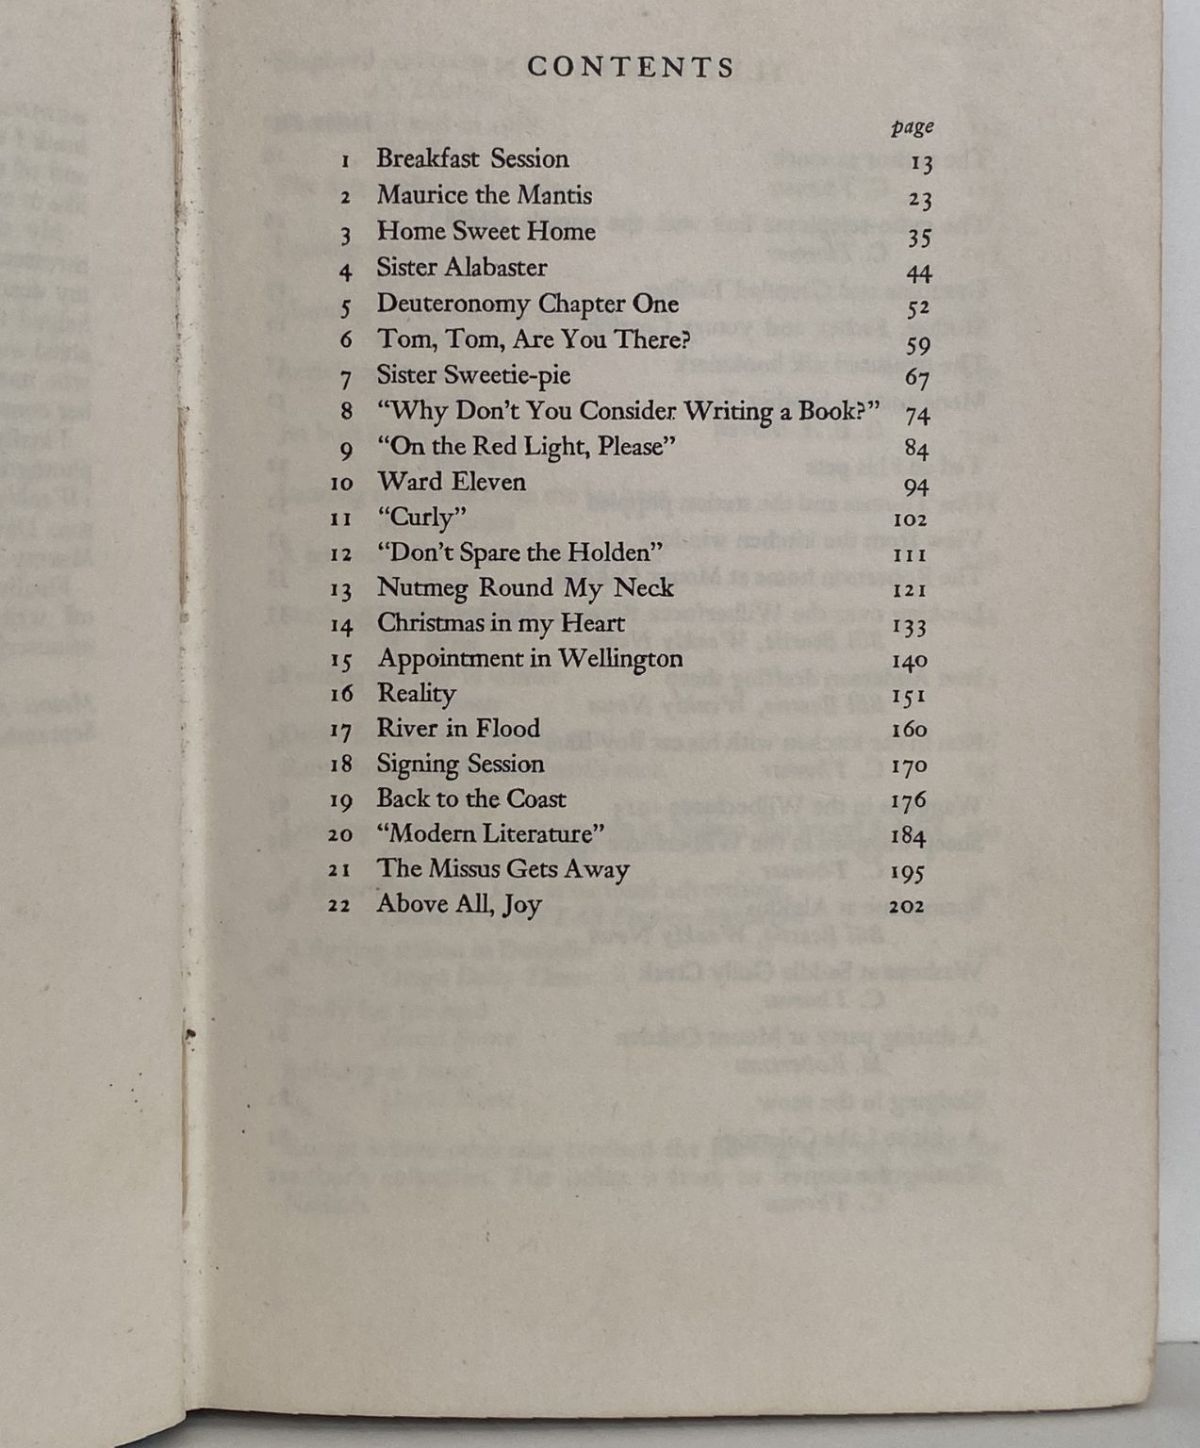 CONTENTS
page
1 Breakfast Session 13
2 Maurice the Mantis 23
3 Home Sweet Home 35
4 Sister Alabaster 44
5 Deuteronomy Chapter One 52
6 Tom, Tom, Are You There? 59
7 Sister Sweetie-pie 67
8 “Why Don’t You Consider Writing a Book?” 74
9 “On the Red Light, Please” 84
10 Ward Eleven 94
11 “Curly” 102
12 “Don’t Spare the Holden” 111
13 Nutmeg Round My Neck 121
14 Christmas in my Heart 133
15 Appointment in Wellington 140
16 Reality 151
17 River in Flood 160
18 Signing Session 170
19 Back to the Coast 176
20 “Modern Literature” 184
21 The Missus Gets Away 195
22 Above All, Joy 202